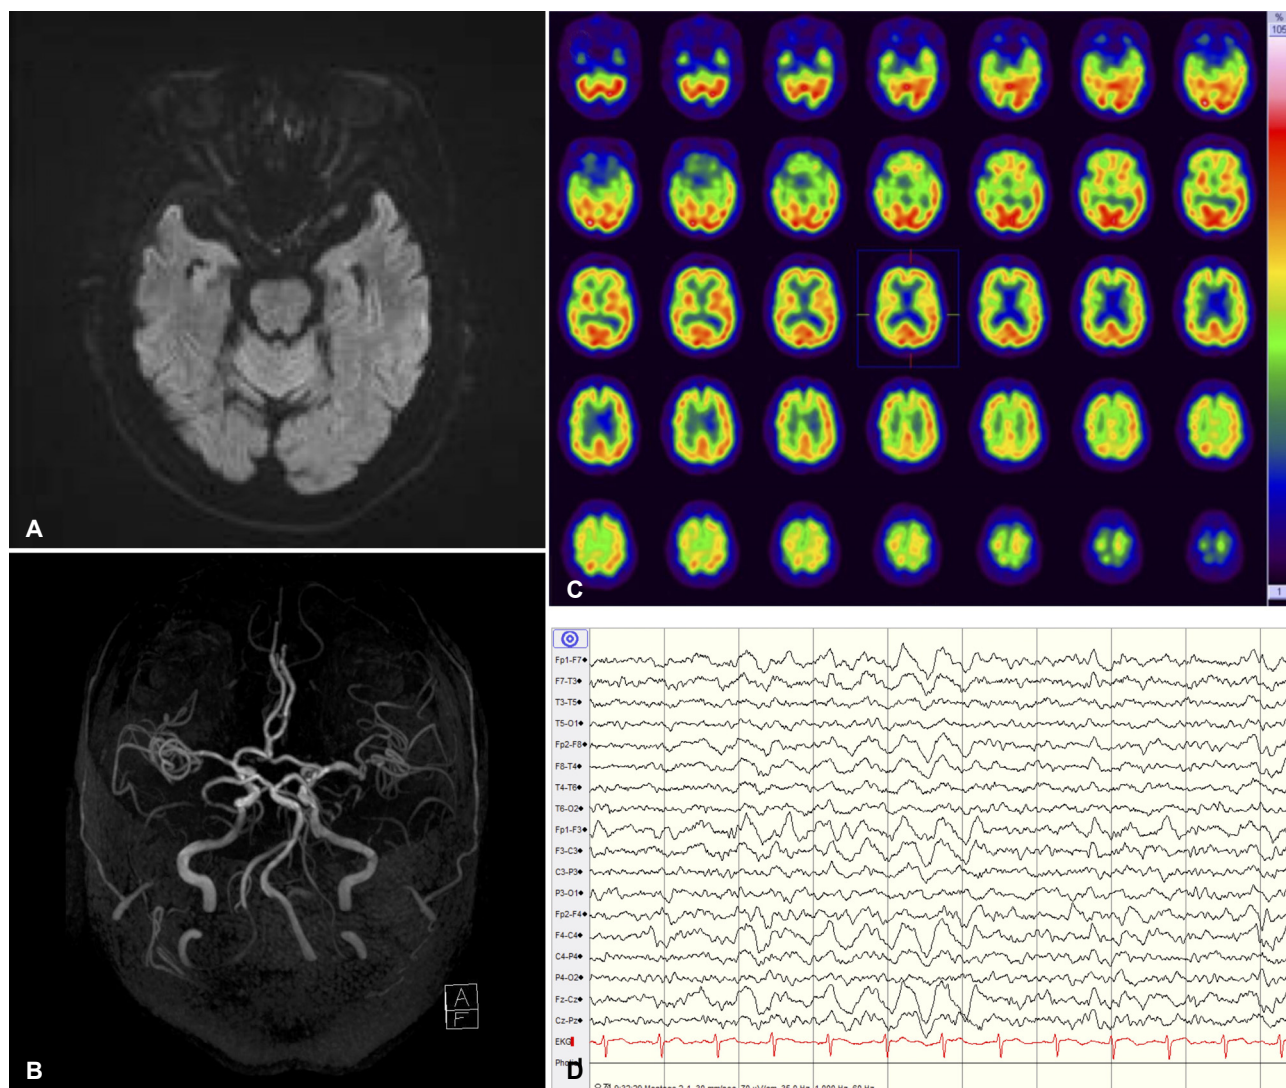 A
B
A
F
%
105
1
C
Fp1-F7
F7-T3
T3-T5
T5-O1
Fp2-F8
F8-T4
T4-T6
T6-O2
Fp1-F3
F3-C3
C3-P3
P3-O1
Fp2-F4
F4-C4
C4-P4
P4-O2
Fz-Cz
Cz-Pz
EKG
D